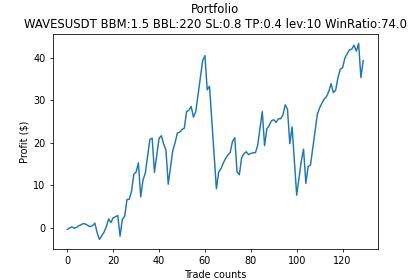 Portfolio
WAVESUSDT BBM:1.5 BBL:220 SL:0.8 TP:0.4 lev:10 WinRatio:74.0
Profit ($)
40
30
20
10
0
0 20 40 60 80 100 120
Trade counts